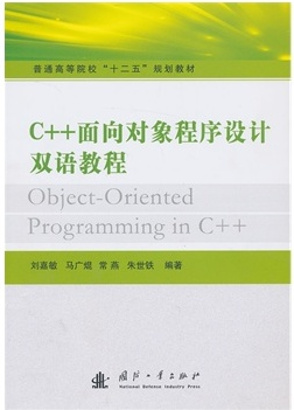 普通高等院校“十二五”规划教材
C++面向对象程序设计
双语教程
Object-Oriented
Programming in C++
刘嘉敏 马广焜 常燕 朱世铁 编著
国防工业出版社
National Defense Industry Press